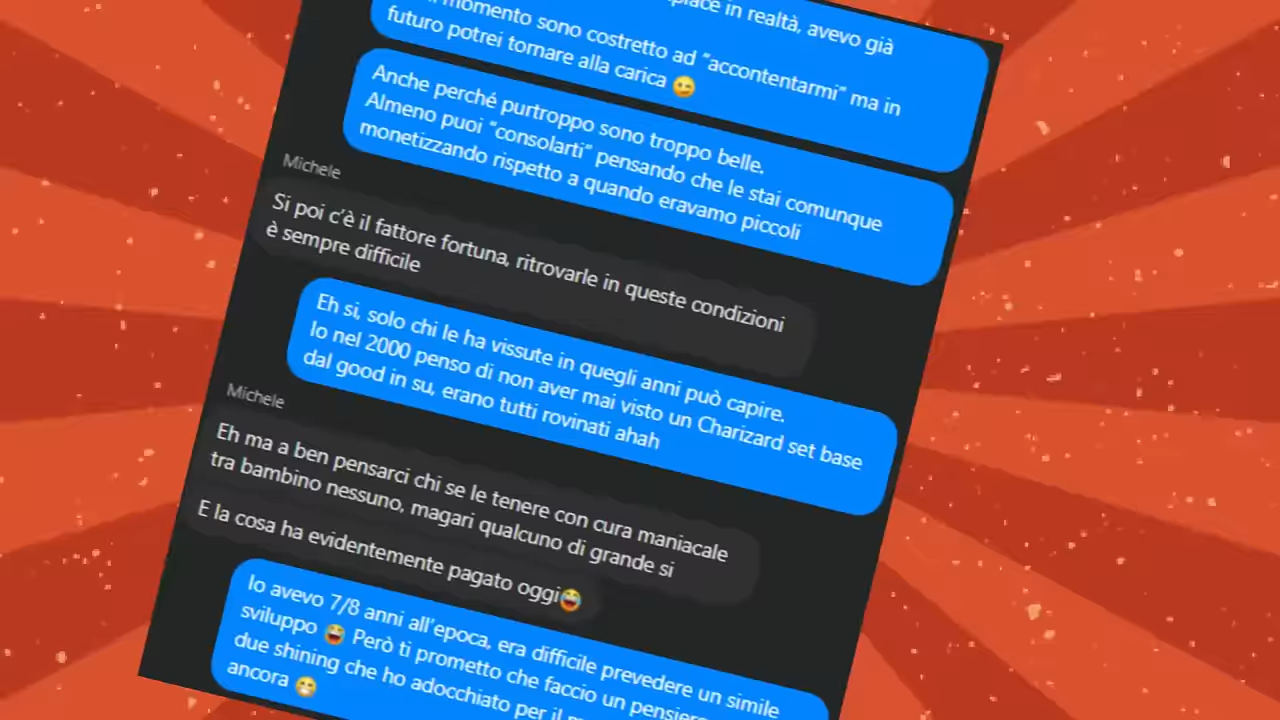 in realtà, avevo già
momento sono costretto ad "accontentarmi" ma in
futuro potrei tornare alla carica 😉
Anche perché purtroppo sono troppo belle.
Almeno puoi "consolarti" pensando che le stai comunque
monetizzando rispetto a quando eravamo piccoli
Michele
Si poi c'è il fattore fortuna, ritrovarle in queste condizioni
è sempre difficile
Eh si, solo chi le ha vissute in quegli anni può capire.
Io nel 2000 penso di non aver mai visto un Charizard set base
dal good in su, erano tutti rovinati ahah
Michele
Eh ma a ben pensarci chi se le tenere con cura maniacale
tra bambino nessuno, magari qualcuno di grande si
E la cosa ha evidentemente pagato oggi😂
Io avevo 7/8 anni all'epoca, era difficile prevedere un simile
sviluppo 😂 Però ti prometto che faccio un pensiero
due shining che ho adocchiato per il
ancora 😁